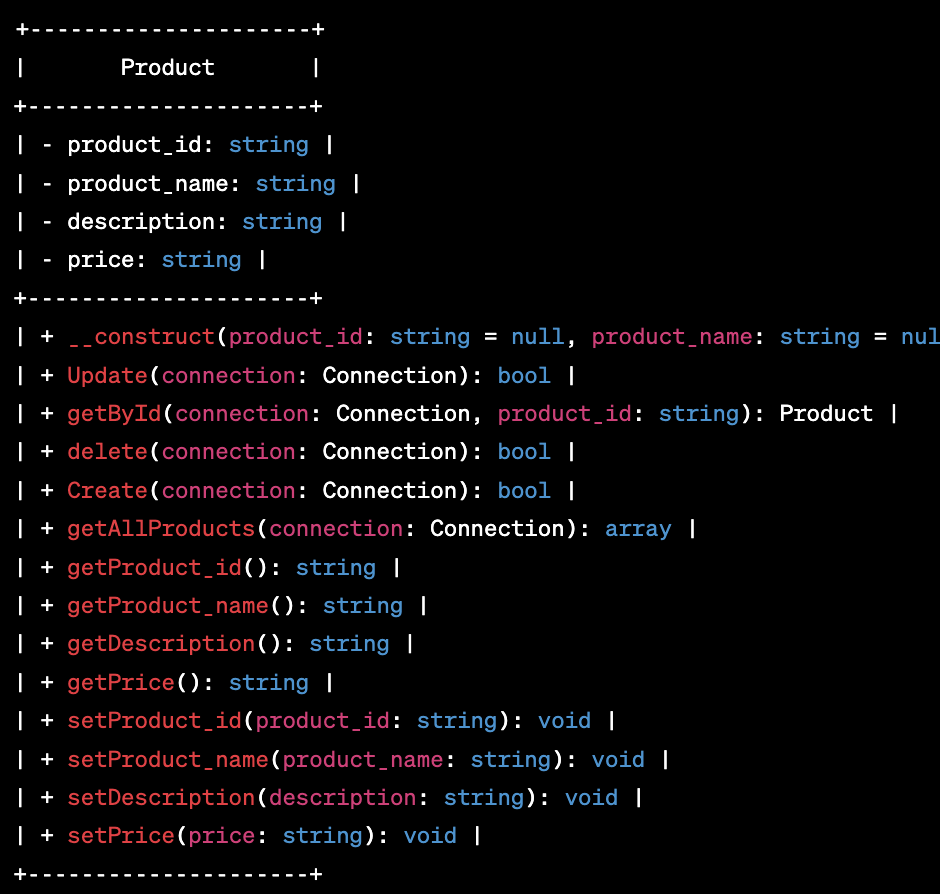 +---------------------+
|       Product       |
+---------------------+
| - product_id: string |
| - product_name: string |
| - description: string |
| - price: string |
+---------------------+
| + __construct(product_id: string = null, product_name: string = nul
| + Update(connection: Connection): bool |
| + getById(connection: Connection, product_id: string): Product |
| + delete(connection: Connection): bool |
| + Create(connection: Connection): bool |
| + getAllProducts(connection: Connection): array |
| + getProduct_id(): string |
| + getProduct_name(): string |
| + getDescription(): string |
| + getPrice(): string |
| + setProduct_id(product_id: string): void |
| + setProduct_name(product_name: string): void |
| + setDescription(description: string): void |
| + setPrice(price: string): void |
+---------------------+